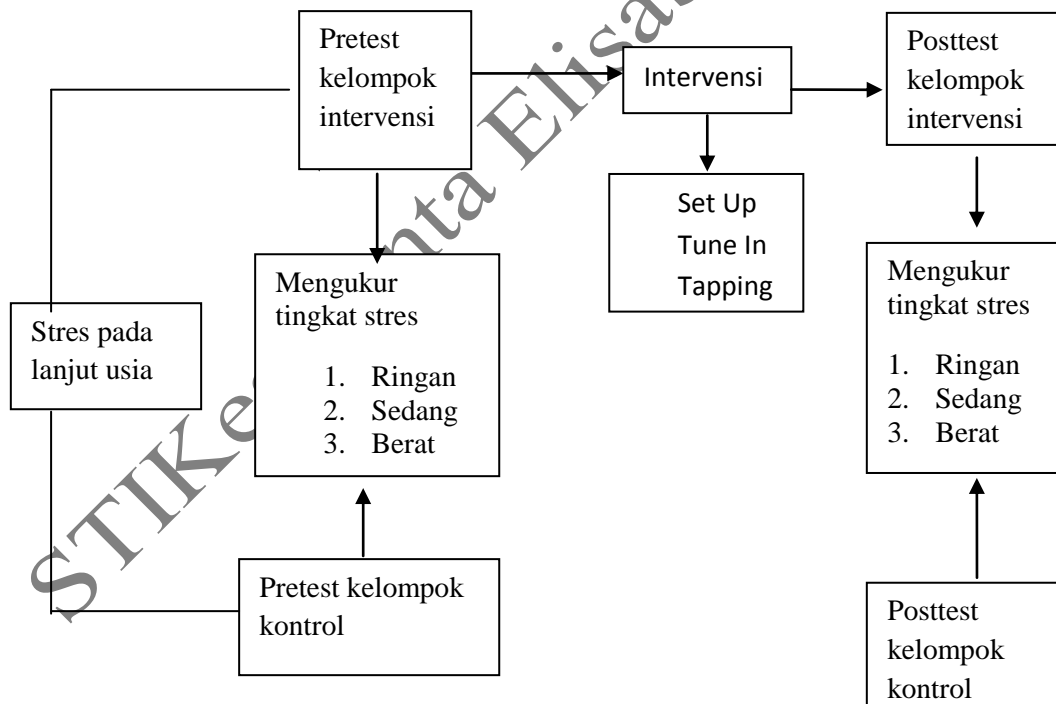 Pretest
kelompok
intervensi
Intervensi
Posttest
kelompok
intervensi
Set Up
Tune In
Tapping
Stres pada
lanjut usia
Mengukur
tingkat stres
1. Ringan
2. Sedang
3. Berat
Mengukur
tingkat stres
1. Ringan
2. Sedang
3. Berat
Pretest kelompok
kontrol
Posttest
kelompok
kontrol